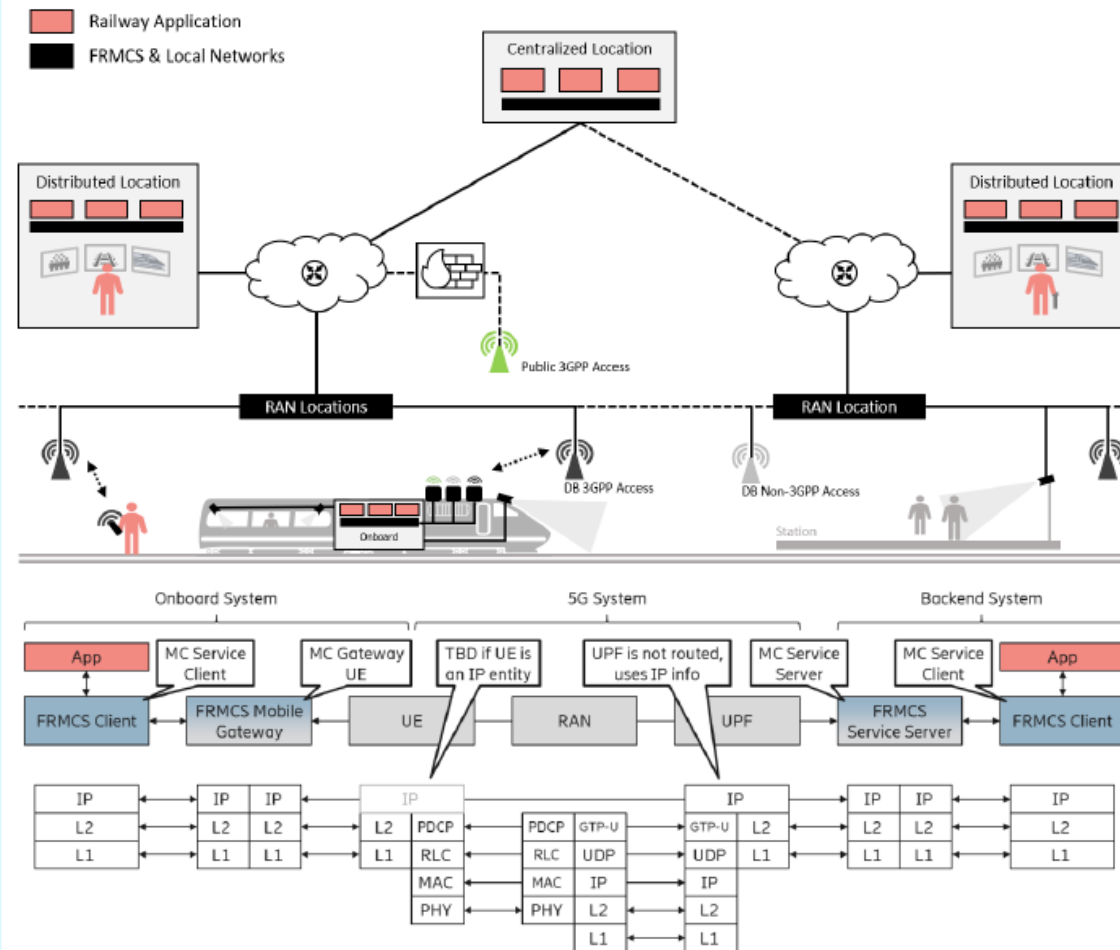 Railway Application
FRMCS & Local Networks
Centralized Location
Distributed Location
Distributed Location
Public 3GPP Access
RAN Locations
RAN Location
DB 3GPP Access
DB Non-3GPP Access
Onboard
Station
Onboard System
5G System
Backend System
App
MC Service
Client
MC Gateway
UE
TBD if UE is
an IP entity
UPF is not routed,
uses IP info
MC Service
Server
MC Service
Client
App
FRMCS Client
FRMCS Mobile
Gateway
UE
RAN
UPF
FRMCS
Service Server
FRMCS Client
IP IP IP IP IP IP IP IP
L2 L2 L2 L2 PDCP PDCP GTP-U GTP-U L2 L2 L2 L2
L1 L1 L1 L1 RLC RLC UDP UDP L1 L1 L1 L1
MAC MAC IP IP
PHY PHY L2 L2
L1 L1